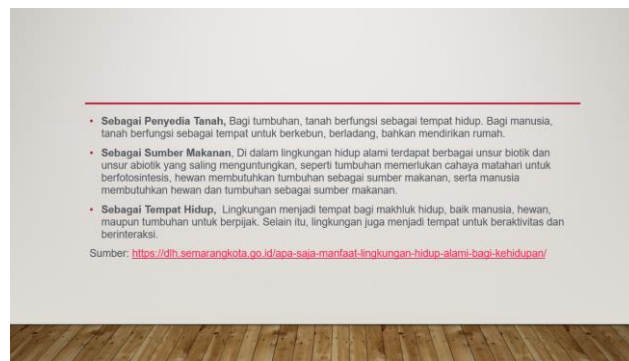 • Sebagai Penyedia Tanah, Bagi tumbuhan, tanah berfungsi sebagai tempat hidup. Bagi manusia,
tanah berfungsi sebagai tempat untuk berkebun, berladang, bahkan mendirikan rumah.
• Sebagai Sumber Makanan, Di dalam lingkungan hidup alami terdapat berbagai unsur biotik dan
unsur abiotik yang saling menguntungkan, seperti tumbuhan memerlukan cahaya matahari untuk
berfotosintesis, hewan membutuhkan tumbuhan sebagai sumber makanan, serta manusia
membutuhkan hewan dan tumbuhan sebagai sumber makanan.
• Sebagai Tempat Hidup, Lingkungan menjadi tempat bagi makhluk hidup, baik manusia, hewan,
maupun tumbuhan untuk berpijak. Selain itu, lingkungan juga menjadi tempat untuk beraktivitas dan
berinteraksi.
Sumber: https://dlh.semarangkota.go.id/apa-saja-manfaat-lingkungan-hidup-alami-bagi-kehidupan/